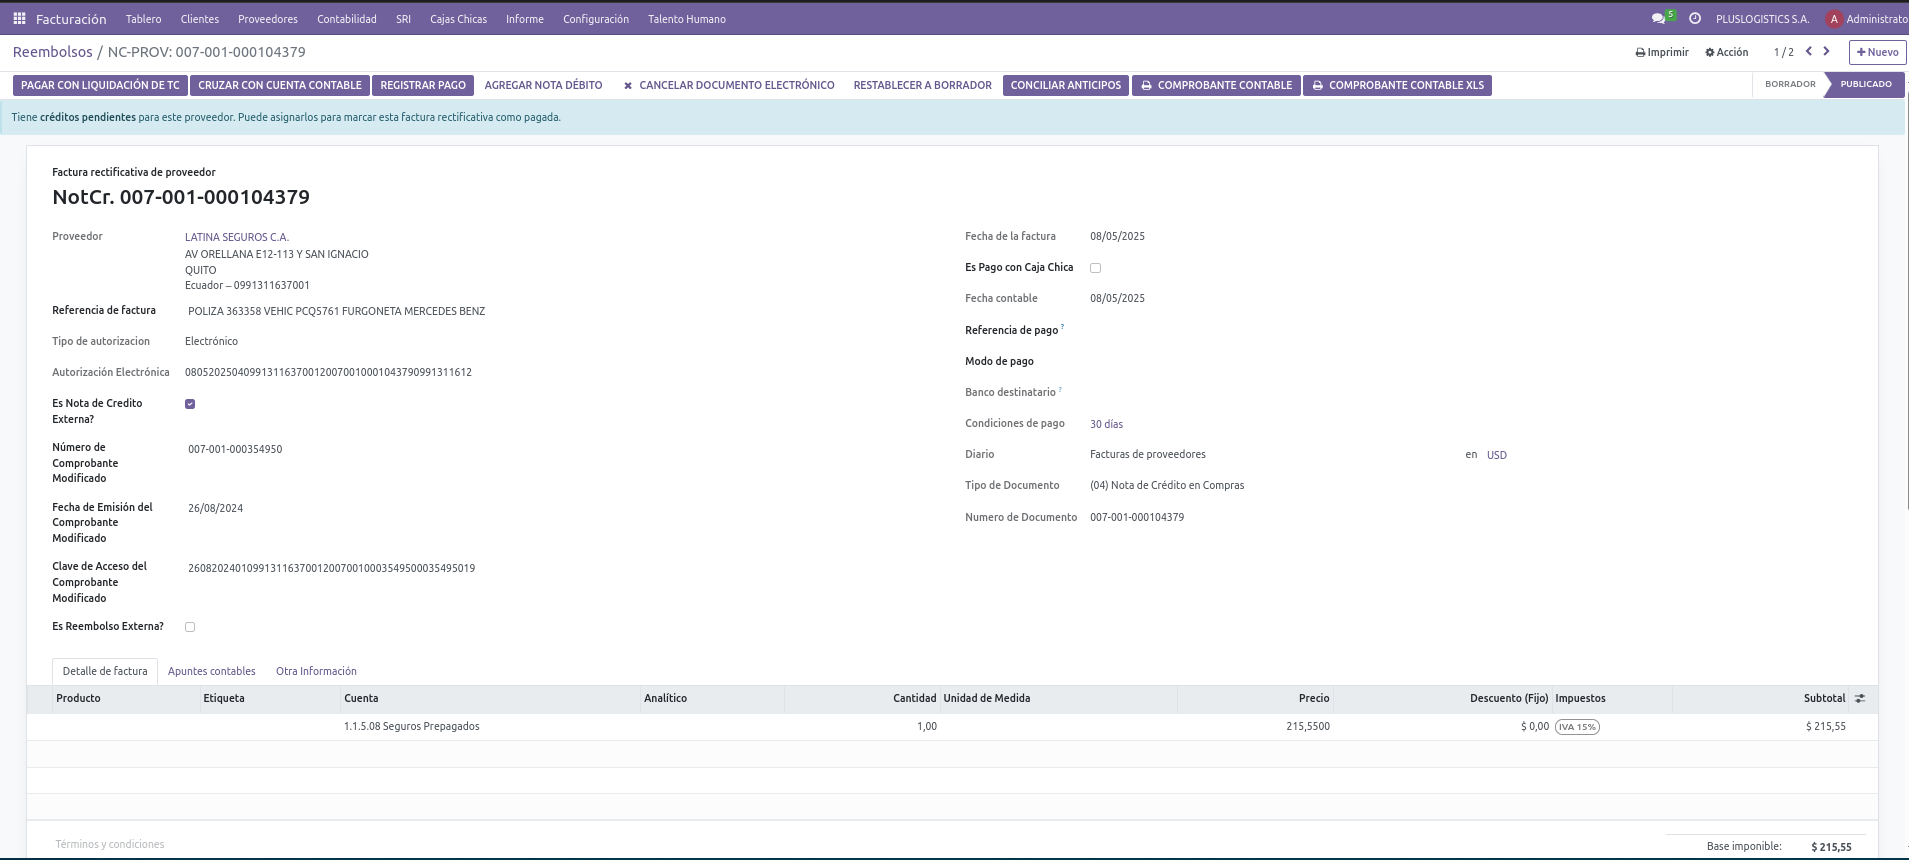 Facturación Tablero Clientes Proveedores Contabilidad SRI Cajas Chicas Informe Configuración Talento Humano 5 PLUSLOGISTICS S.A. A Administrato
Reembolsos / NC-PROV: 007-001-000104379 Imprimir Acción 1 / 2 + Nuevo
PAGAR CON LIQUIDACIÓN DE TC CRUZAR CON CUENTA CONTABLE REGISTRAR PAGO AGREGAR NOTA DÉBITO CANCELAR DOCUMENTO ELECTRÓNICO RESTABLECER A BORRADOR CONCILIAR ANTICIPOS COMPROBANTE CONTABLE COMPROBANTE CONTABLE XLS BORRADOR PUBLICADO
Tiene créditos pendientes para este proveedor. Puede asignarlos para marcar esta factura rectificativa como pagada.
Factura rectificativa de proveedor
NotCr. 007-001-000104379
Proveedor LATINA SEGUROS C.A.
AV ORELLANA E12-113 Y SAN IGNACIO
QUITO
Ecuador – 0991311637001
Referencia de factura POLIZA 363358 VEHIC PCQ5761 FURGONETA MERCEDES BENZ
Tipo de autorizacion Electrónico
Autorización Electrónica 0805202504099131163700120070010001043790991311612
Es Nota de Credito
Externa?
Número de
Comprobante
Modificado
007-001-000354950
Fecha de Emisión del
Comprobante
Modificado
26/08/2024
Clave de Acceso del
Comprobante
Modificado
2608202401099131163700120070010003549500035495019
Es Reembolso Externa?
Fecha de la factura 08/05/2025
Es Pago con Caja Chica
Fecha contable 08/05/2025
Referencia de pago ?
Modo de pago
Banco destinatario ?
Condiciones de pago 30 días
Diario Facturas de proveedores en USD
Tipo de Documento (04) Nota de Crédito en Compras
Numero de Documento 007-001-000104379
Detalle de factura Apuntes contables Otra Información
Producto Etiqueta Cuenta Analítico Cantidad Unidad de Medida Precio Descuento (Fijo) Impuestos Subtotal
1.1.5.08 Seguros Prepagados 1,00 215,5500 $ 0,00 IVA 15% $ 215,55
Términos y condiciones
Base imponible: $ 215,55